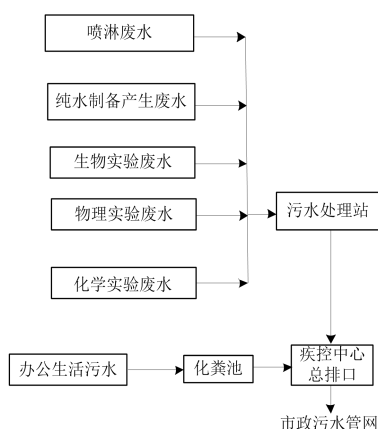 喷淋废水
纯水制备产生废水
生物实验废水
物理实验废水
污水处理站
化学实验废水
办公生活污水
化粪池
疾控中心
总排口
市政污水管网